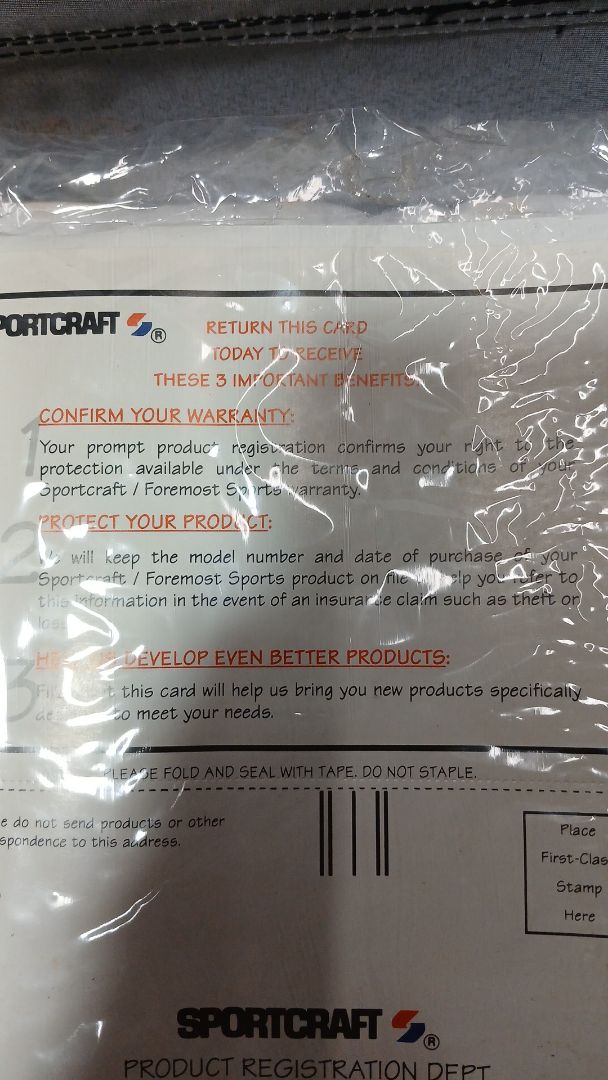 PORTCRAFT ®
RETURN THIS CARD
TODAY TO RECEIVE
THESE 3 IMPORTANT BENEFITS:
1
CONFIRM YOUR WARRANTY:
Your prompt product registration confirms your right to the
protection available under the terms and conditions of your
Sportcraft / Foremost Sports warranty.
2
PROTECT YOUR PRODUCT:
We will keep the model number and date of purchase of your
Sportcraft / Foremost Sports product on file help you refer to
this information in the event of an insurance claim such as theft or
3
DEVELOP EVEN BETTER PRODUCTS:
this card will help us bring you new products specifically
to meet your needs.
PLEASE FOLD AND SEAL WITH TAPE. DO NOT STAPLE.
e do not send products or other
spondence to this address.
Place
First-Clas
Stamp
Here
SPORTCRAFT ®
PRODUCT REGISTRATION DEPT